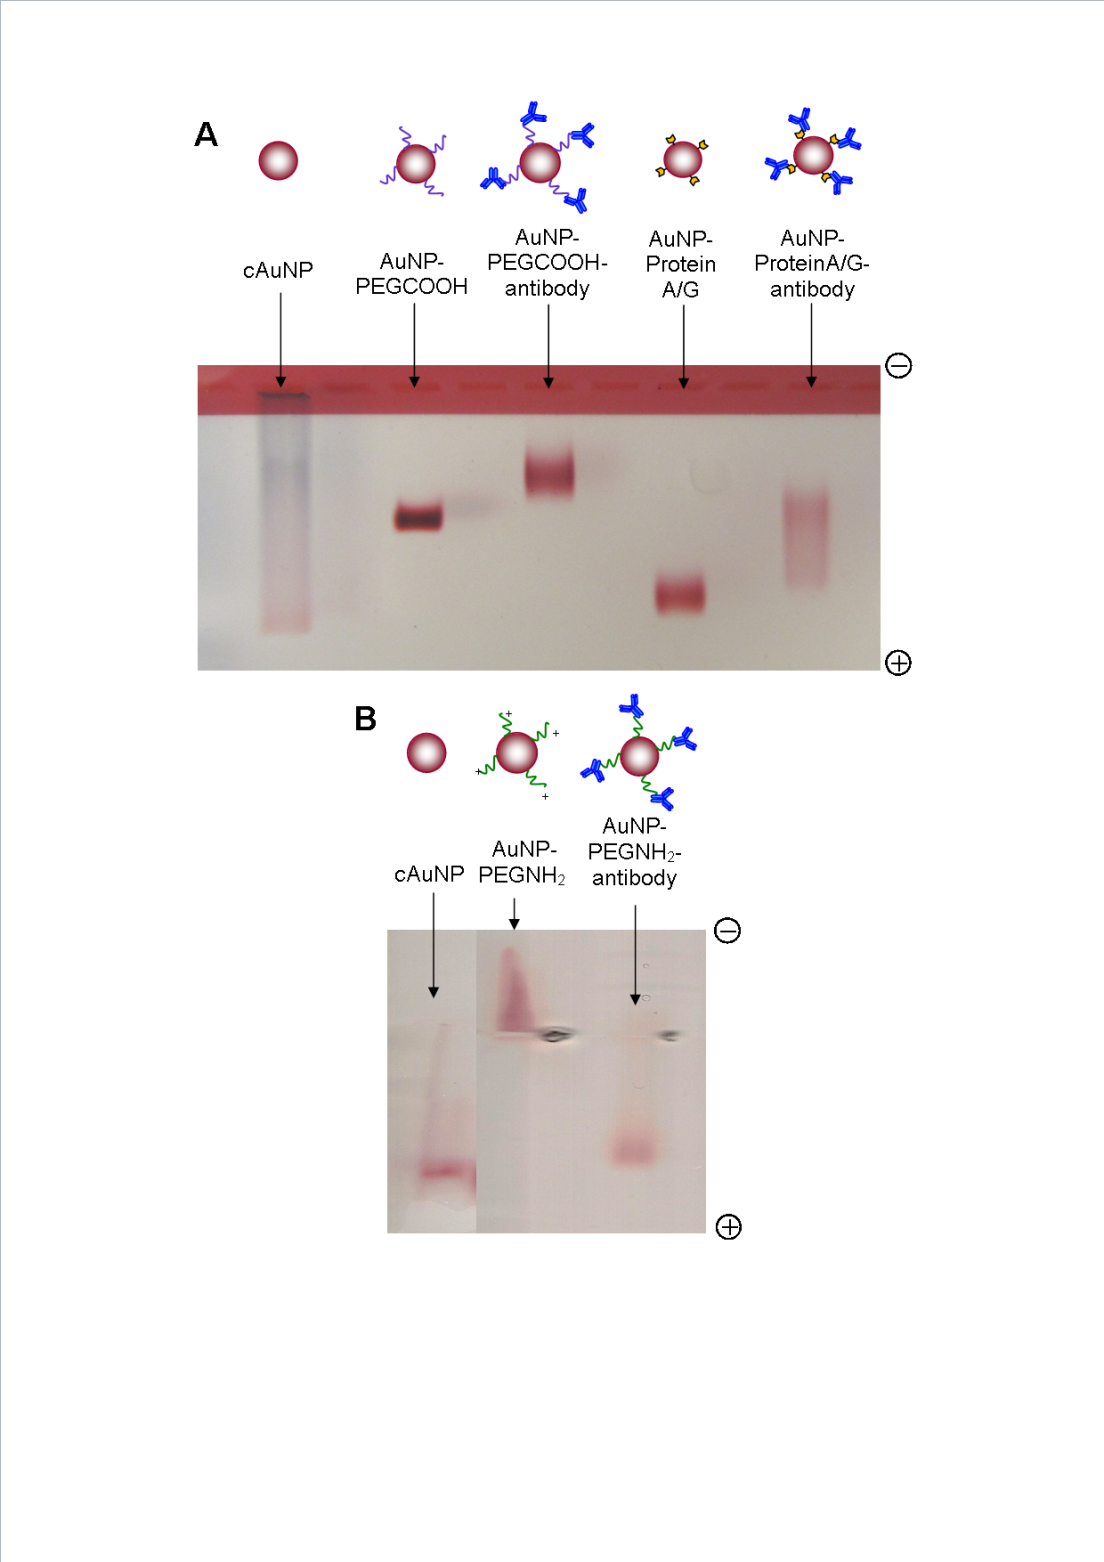 A
cAuNP
AuNP-
PEGCOOH
AuNP-
PEGCOOH-
antibody
AuNP-
Protein
A/G
AuNP-
ProteinA/G-
antibody
−
+
B
+
+
+
+
cAuNP
AuNP-
PEGNH₂
AuNP-
PEGNH₂-
antibody
−
+